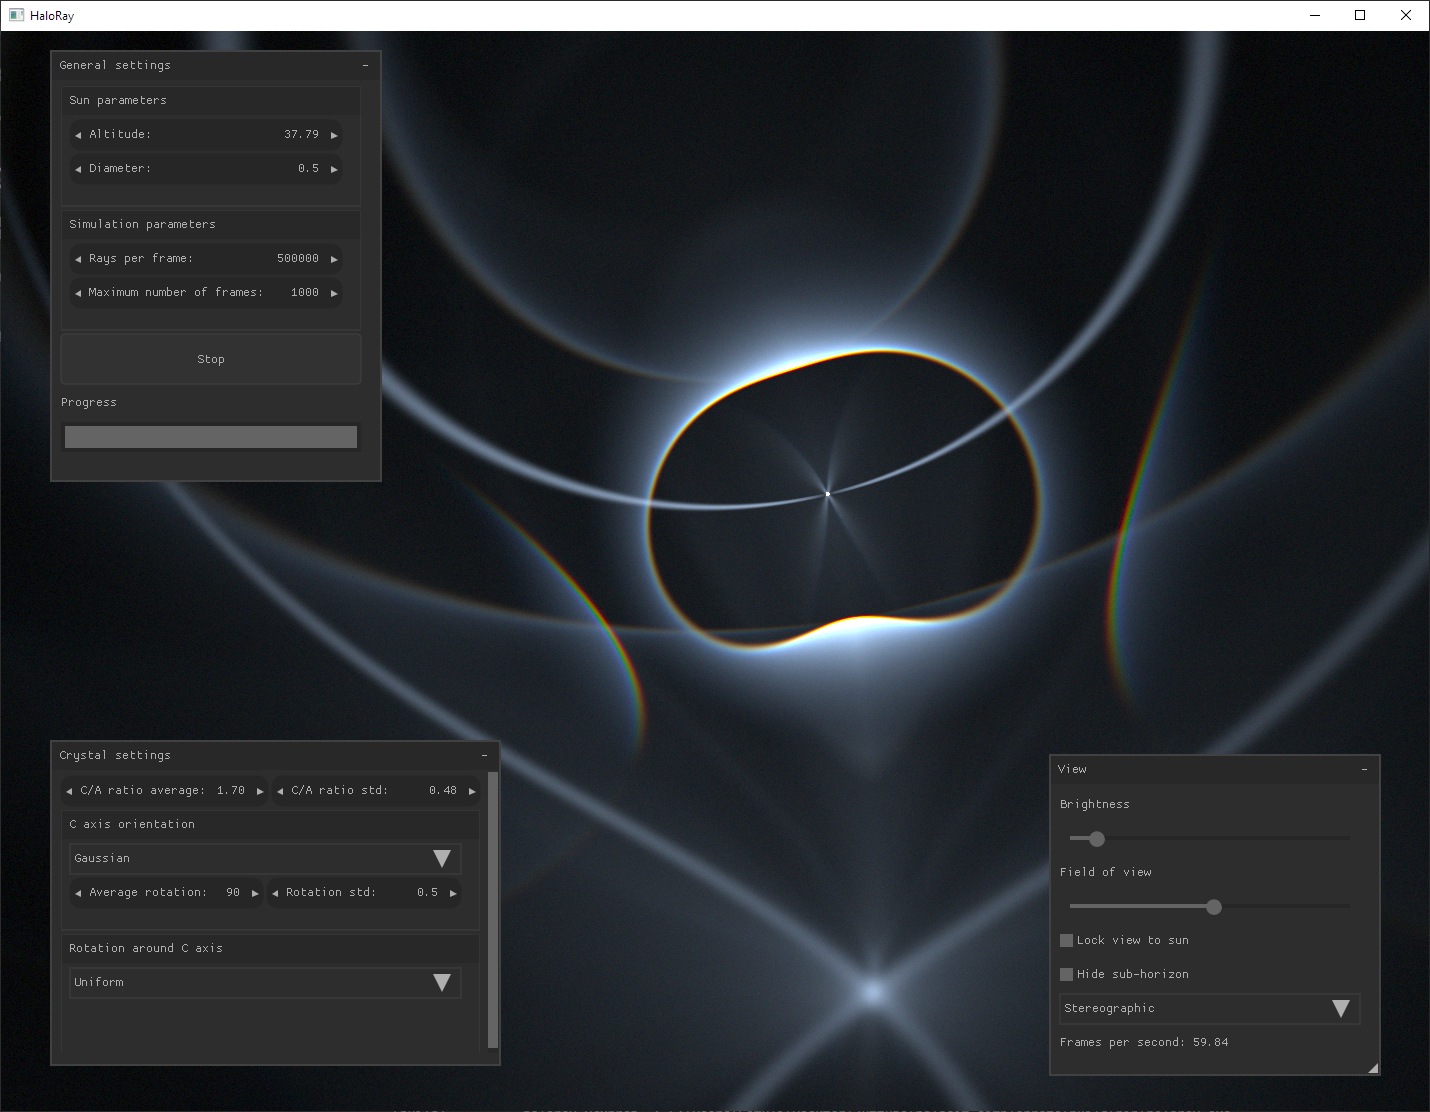 HaloRay
General settings -
Sun parameters
Altitude: 37.79
Diameter: 0.5
Simulation parameters
Rays per frame: 500000
Maximum number of frames: 1000
Stop
Progress
Crystal settings -
C/A ratio average: 1.70 C/A ratio std: 0.48
C axis orientation
Gaussian
Average rotation: 90 Rotation std: 0.5
Rotation around C axis
Uniform
View -
Brightness
Field of view
Lock view to sun
Hide sub-horizon
Stereographic
Frames per second: 59.84